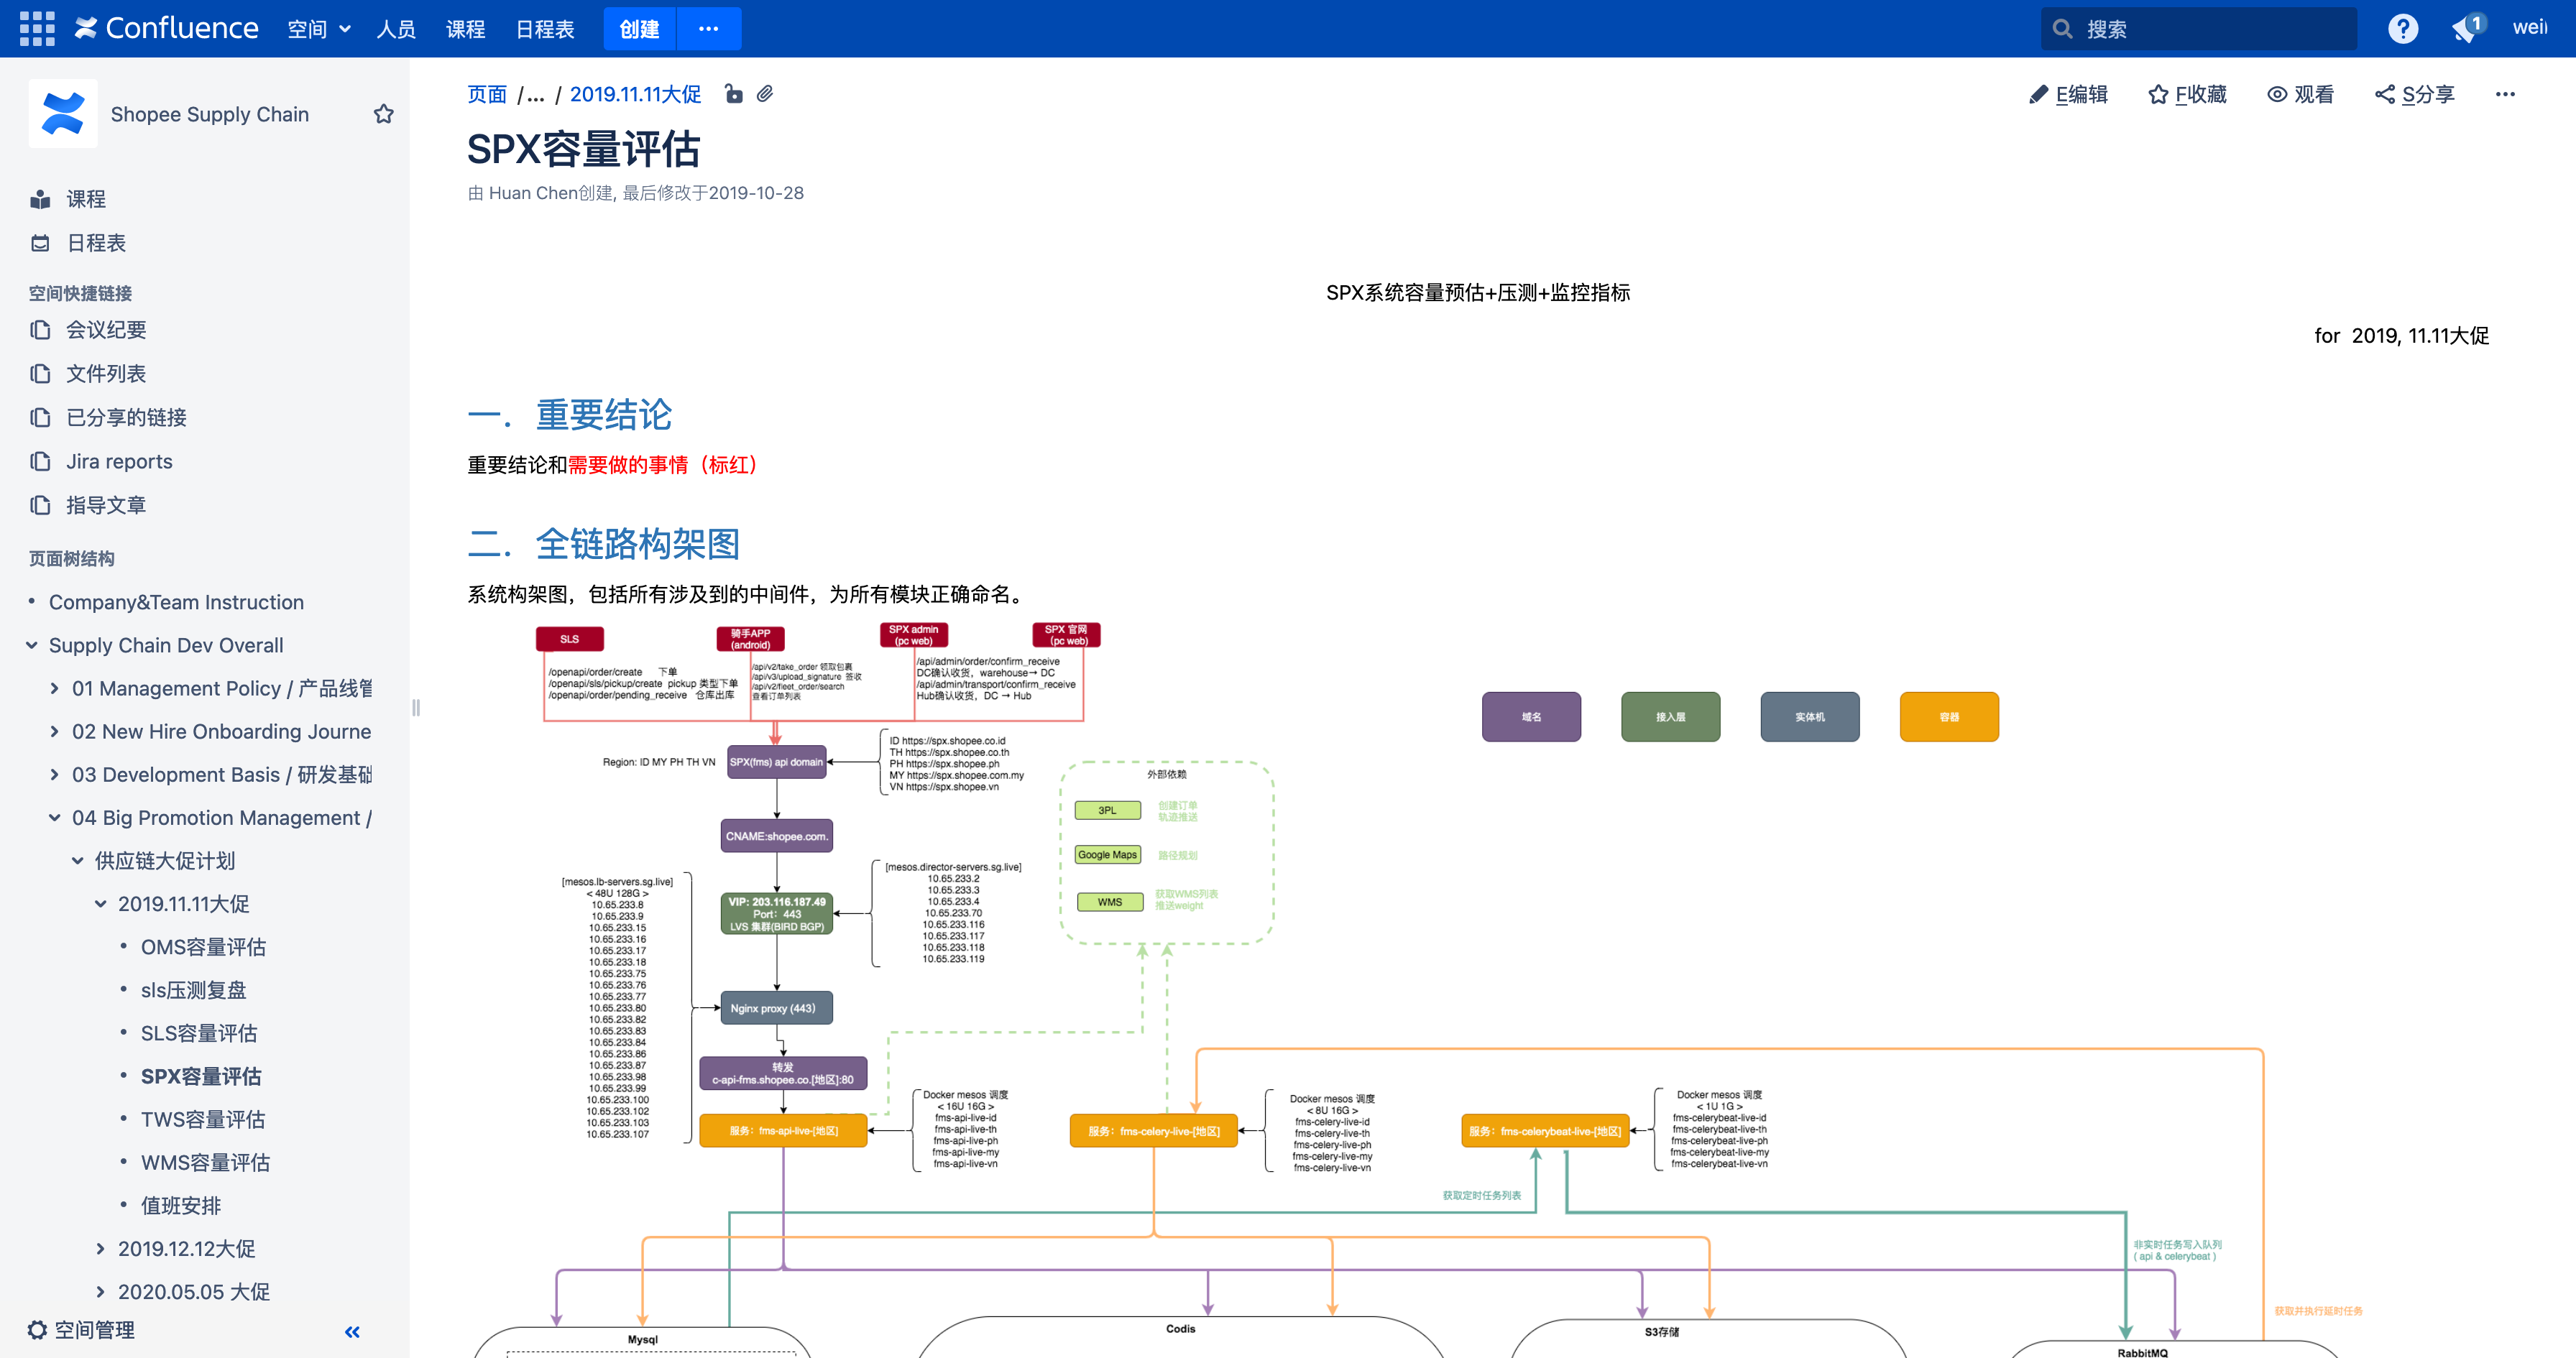 Confluence
空间
人员
课程
日程表
创建
搜索
1
Shopee Supply Chain
课程
日程表
空间快捷链接
会议纪要
文件列表
已分享的链接
Jira reports
指导文章
页面树结构
Company&Team Instruction
Supply Chain Dev Overall
01 Management Policy / 产品线管
02 New Hire Onboarding Journe
03 Development Basis / 研发基础
04 Big Promotion Management /
供应链大促计划
2019.11.11大促
OMS容量评估
sls压测复盘
SLS容量评估
SPX容量评估
TWS容量评估
WMS容量评估
值班安排
2019.12.12大促
2020.05.05 大促
空间管理
页面 /... / 2019.11.11大促
E编辑
F收藏
观看
S分享
SPX容量评估
由 Huan Chen创建, 最后修改于2019-10-28
SPX系统容量预估+压测+监控指标
for 2019, 11.11大促
一. 重要结论
重要结论和需要做的事情（标红）
二. 全链路构架图
系统构架图，包括所有涉及到的中间件，为所有模块正确命名。
SLS
骑手APP
(android)
SPX admin
(pc web)
SPX 官网
(pc web)
/openapi/order/create 下单
/openapi/sls/pickup/create pickup 类型下单
/openapi/order/pending_receive 仓库出库
/api/v2/take_order 领取包裹
/api/v3/upload_signature 签收
/api/v2/fleet_order/search
查看订单列表
/api/admin/order/confirm_receive
DC确认收货，warehouse→ DC
/api/admin/transport/confirm_receive
Hub确认收货，DC → Hub
域名
接入层
实体机
容器
Region: ID MY PH TH VN
SPX(fms) api domain
ID https://spx.shopee.co.id
TH https://spx.shopee.co.th
PH https://spx.shopee.ph
MY https://spx.shopee.com.my
VN https://spx.shopee.vn
外部依赖
3PL
创建订单
轨迹推送
Google Maps
路径规划
WMS
获取WMS列表
推送weight
CNAME:shopee.com.
VIP: 203.116.187.49
Port：443
LVS 集群(BIRD BGP)
[mesos.director-servers.sg.live]
10.65.233.2
10.65.233.3
10.65.233.4
10.65.233.70
10.65.233.116
10.65.233.117
10.65.233.118
10.65.233.119
[mesos.lb-servers.sg.live]
< 48U 128G >
10.65.233.8
10.65.233.9
10.65.233.15
10.65.233.16
10.65.233.17
10.65.233.18
10.65.233.75
10.65.233.76
10.65.233.77
10.65.233.80
10.65.233.82
10.65.233.83
10.65.233.84
10.65.233.86
10.65.233.87
10.65.233.98
10.65.233.99
10.65.233.100
10.65.233.102
10.65.233.103
10.65.233.107
Nginx proxy (443)
转发
c-api-fms.shopee.co.[地区]:80
服务：fms-api-live-[地区]
Docker mesos 调度
< 16U 16G >
fms-api-live-id
fms-api-live-th
fms-api-live-ph
fms-api-live-my
fms-api-live-vn
服务：fms-celery-live-[地区]
Docker mesos 调度
< 8U 16G >
fms-celery-live-id
fms-celery-live-th
fms-celery-live-ph
fms-celery-live-my
fms-celery-live-vn
服务：fms-celerybeat-live-[地区]
Docker mesos 调度
< 1U 1G >
fms-celerybeat-live-id
fms-celerybeat-live-th
fms-celerybeat-live-ph
fms-celerybeat-live-my
fms-celerybeat-live-vn
获取定时任务列表
非实时任务写入队列
( api & celerybeat )
获取并执行延时任务
Mysql
Codis
S3存储
RabbitMQ